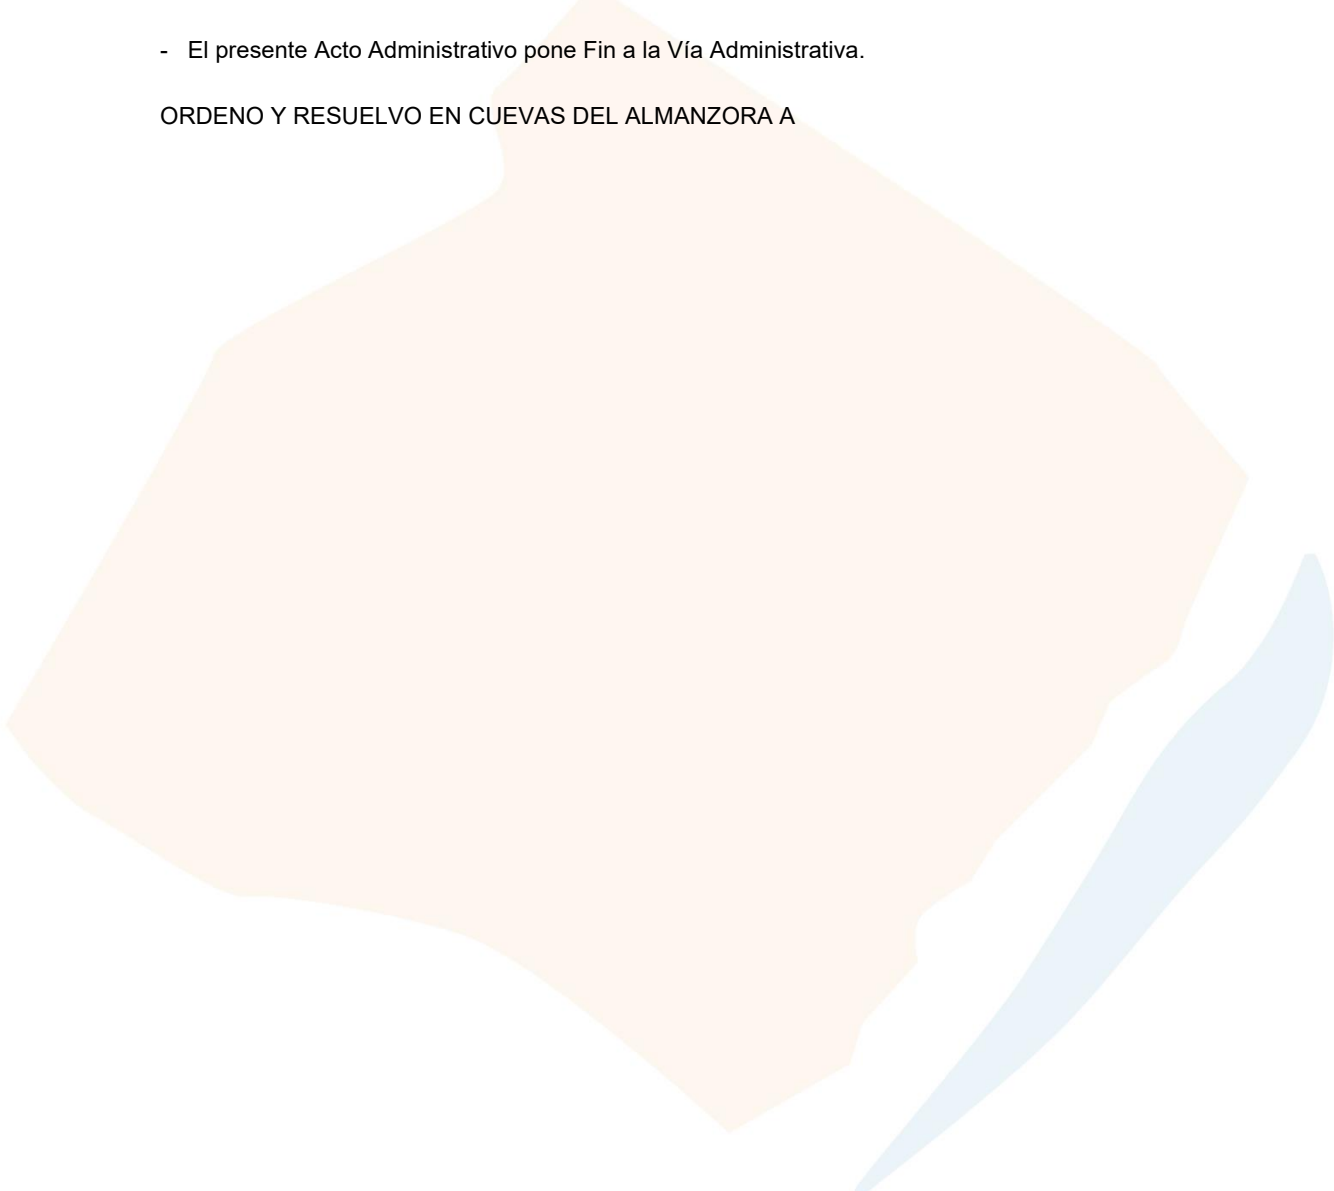 - El presente Acto Administrativo pone Fin a la Vía Administrativa.
ORDENO Y RESUELVO EN CUEVAS DEL ALMANZORA A